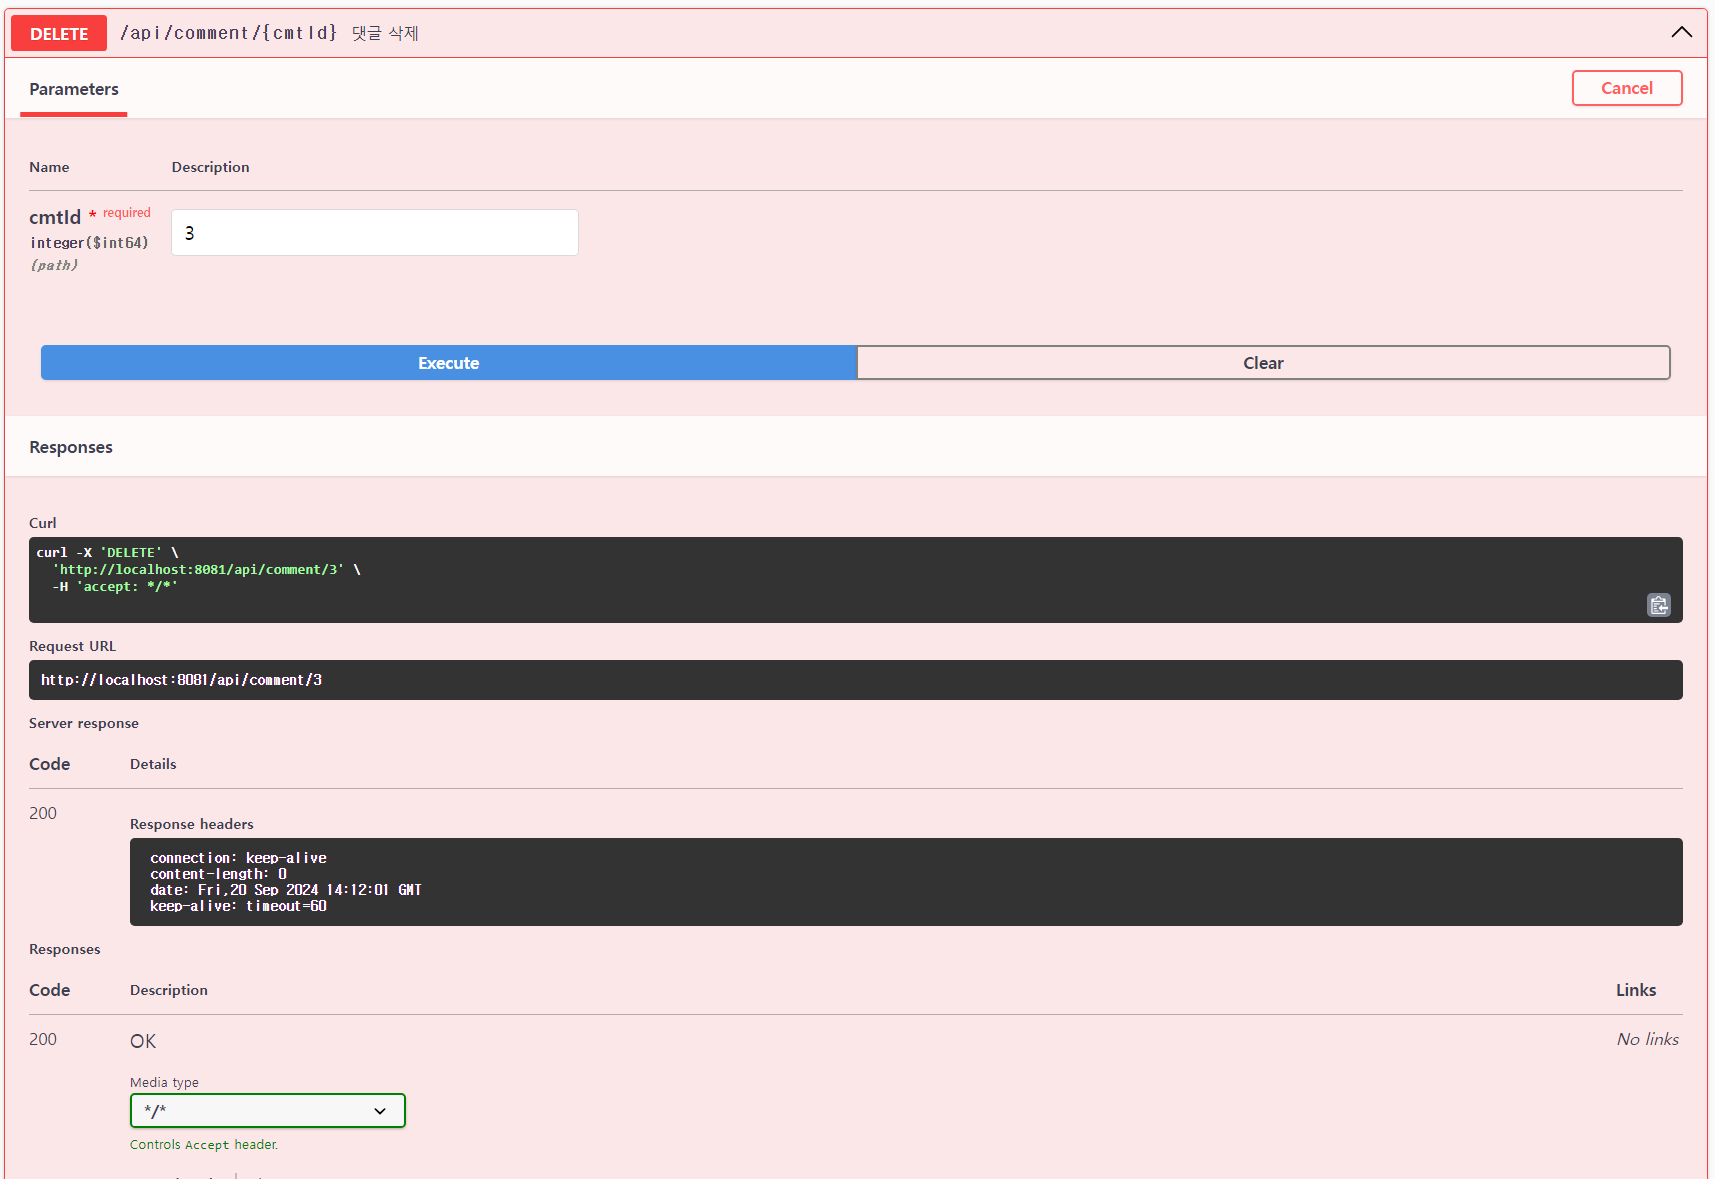 DELETE /api/comment/{cmtId} 댓글 삭제
Parameters
Cancel
Name Description
cmtId * required
integer($int64)
(path)
3
Execute
Clear
Responses
Curl
curl -X 'DELETE' \
'http://localhost:8081/api/comment/3' \
-H 'accept: */*'
Request URL
http://localhost:8081/api/comment/3
Server response
Code Details
200
Response headers
connection: keep-alive
content-length: 0
date: Fri,20 Sep 2024 14:12:01 GMT
keep-alive: timeout=60
Responses
Code Description Links
200 OK No links
Media type
*/*
Controls Accept header.